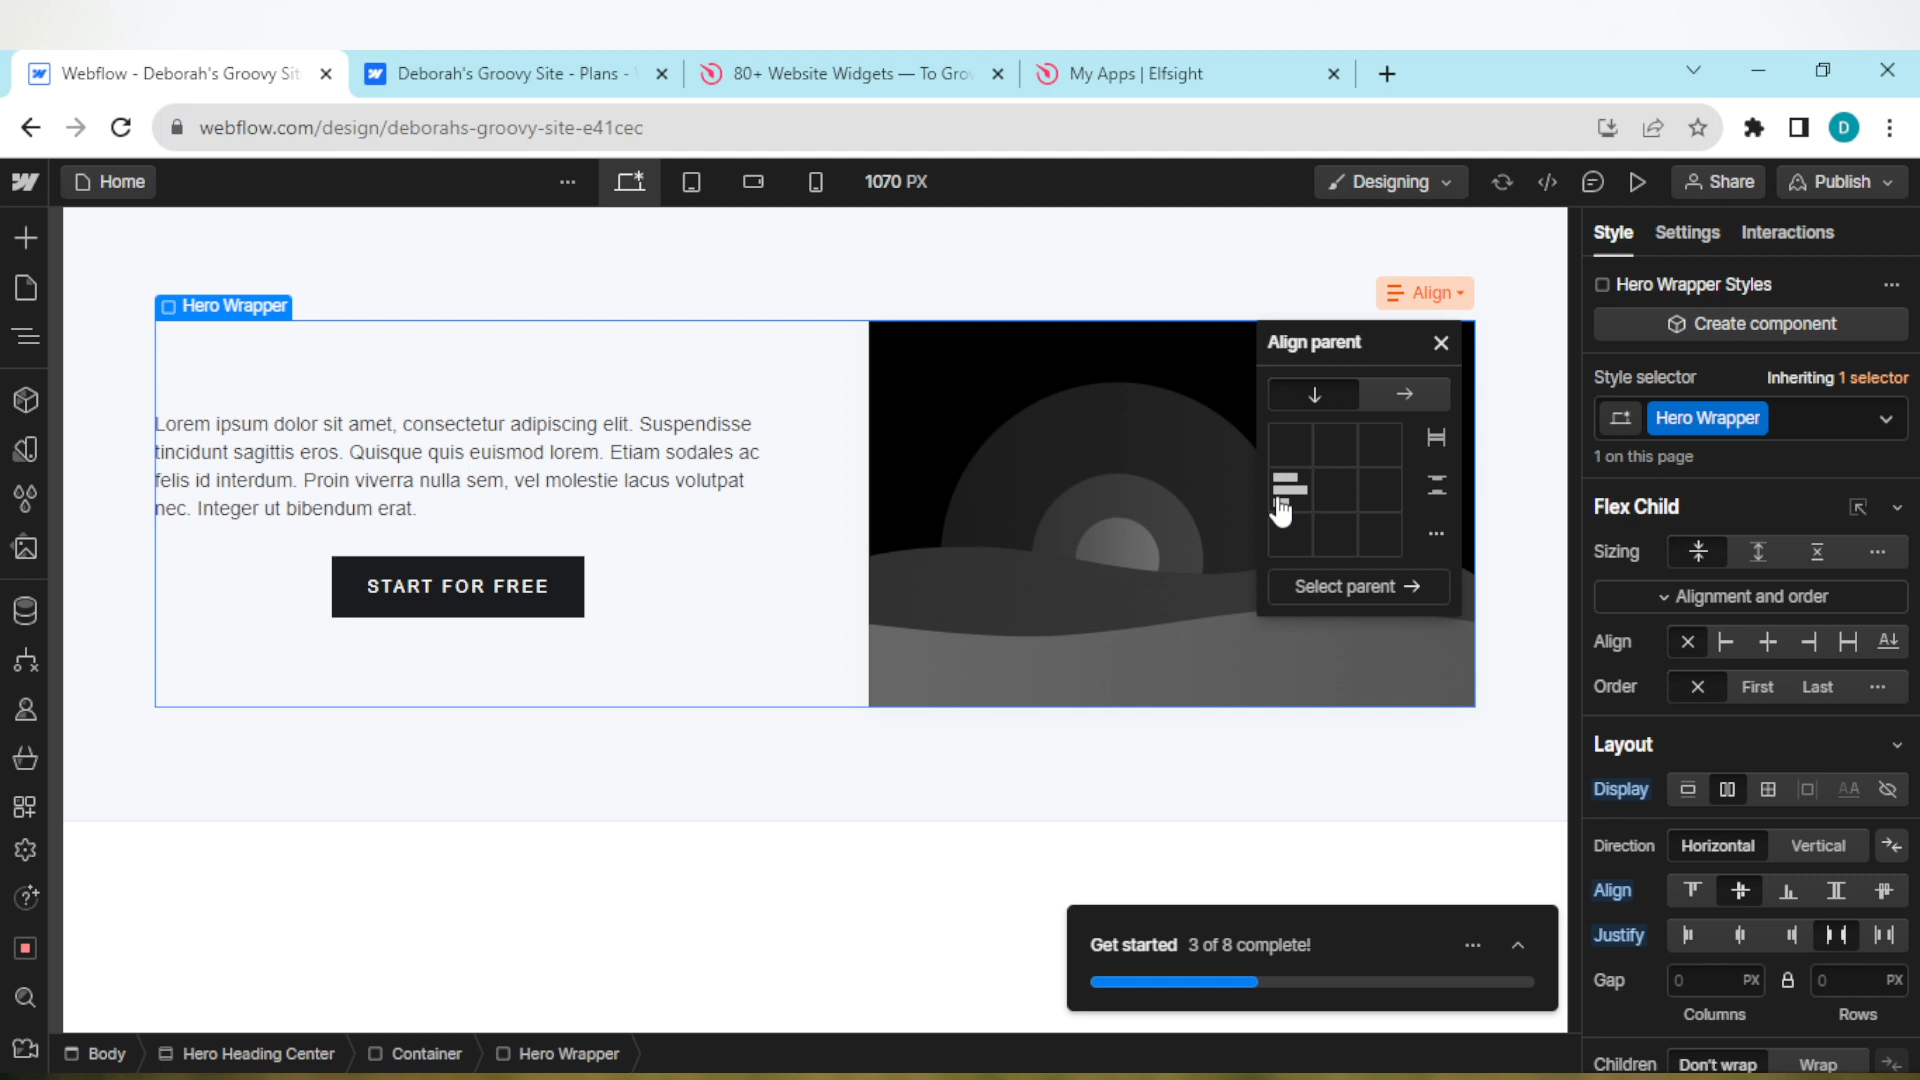 Webflow - Deborah's Groovy Sit
Deborah's Groovy Site - Plans -
80+ Website Widgets — To Gro
My Apps | Elfsight
webflow.com/design/deborahs-groovy-site-e41cec
D
Home
1070 PX
Designing
Share
Publish
Style
Settings
Interactions
Hero Wrapper
Align
Hero Wrapper Styles
Create component
Align parent
Style selector
Inheriting 1 selector
Hero Wrapper
1 on this page
Lorem ipsum dolor sit amet, consectetur adipiscing elit. Suspendisse
tincidunt sagittis eros. Quisque quis euismod lorem. Etiam sodales ac
felis id interdum. Proin viverra nulla sem, vel molestie lacus volutpat
nec. Integer ut bibendum erat.
START FOR FREE
Select parent →
Flex Child
Sizing
Alignment and order
Align
Order
First
Last
Layout
Display
Direction
Horizontal
Vertical
Align
Justify
Gap
0 PX
0 PX
Columns
Rows
Children
Don't wrap
Wrap
Get started 3 of 8 complete!
Body
Hero Heading Center
Container
Hero Wrapper